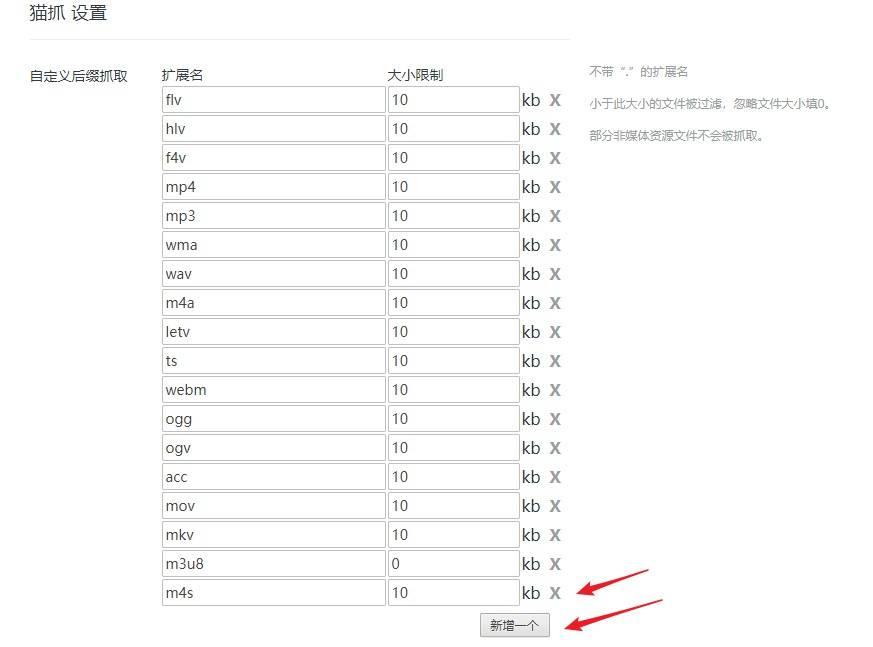 猫抓 设置
自定义后缀抓取 扩展名 大小限制
flv 10 kb X
hlv 10 kb X
f4v 10 kb X
mp4 10 kb X
mp3 10 kb X
wma 10 kb X
wav 10 kb X
m4a 10 kb X
letv 10 kb X
ts 10 kb X
webm 10 kb X
ogg 10 kb X
ogv 10 kb X
acc 10 kb X
mov 10 kb X
mkv 10 kb X
m3u8 0 kb X
m4s 10 kb X
新增一个
不带“.”的扩展名
小于此大小的文件被过滤，忽略文件大小填0。
部分非媒体资源文件不会被抓取。